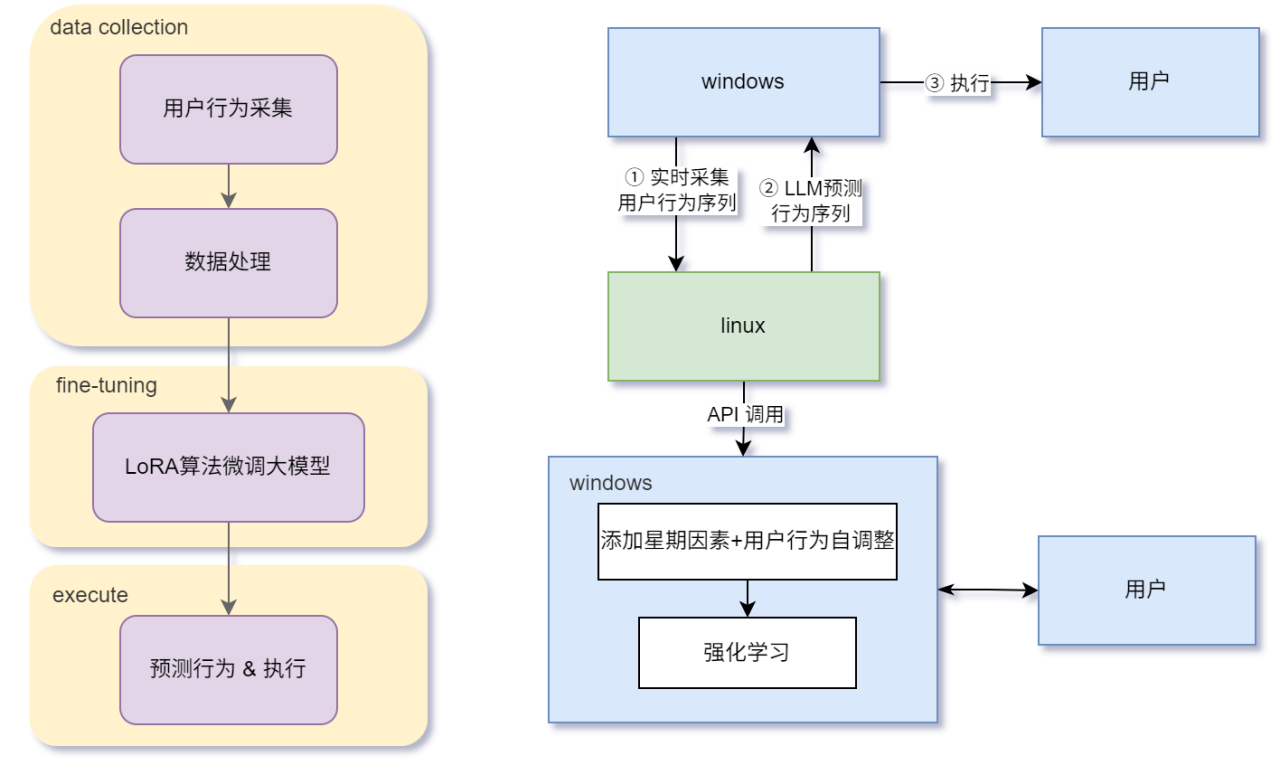 data collection
用户行为采集
数据处理
fine-tuning
LoRA算法微调大模型
execute
预测行为 & 执行
windows
③ 执行
用户
① 实时采集
用户行为序列
② LLM预测
行为序列
linux
API 调用
windows
添加星期因素+用户行为自调整
强化学习
用户